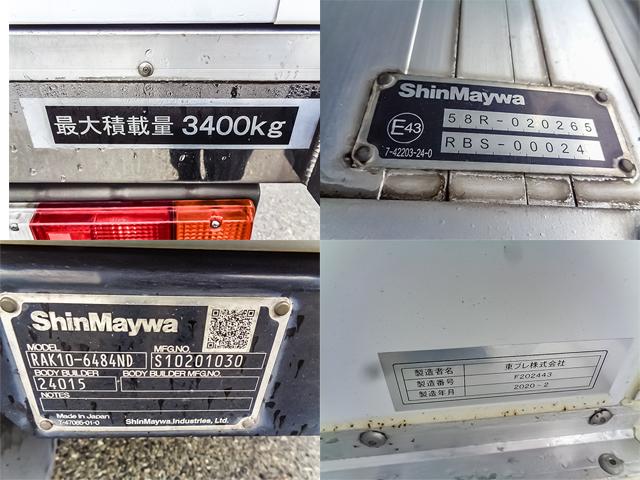 最大積載量 3400kg
ShinMaywa
E43
58R-020265
RBS-00024
7-42203-24-0
ShinMaywa
MODEL MFG.NO.
RAK10-6484ND S10201030
BODY BUILDER BODY BUILDER MFG.NO.
24015 -
NOTES
Made in Japan
7-47085-01-0 ShinMaywa Industries, Ltd.
製造者名 東プレ株式会社
製造番号 F202443
製造年月 2020-2